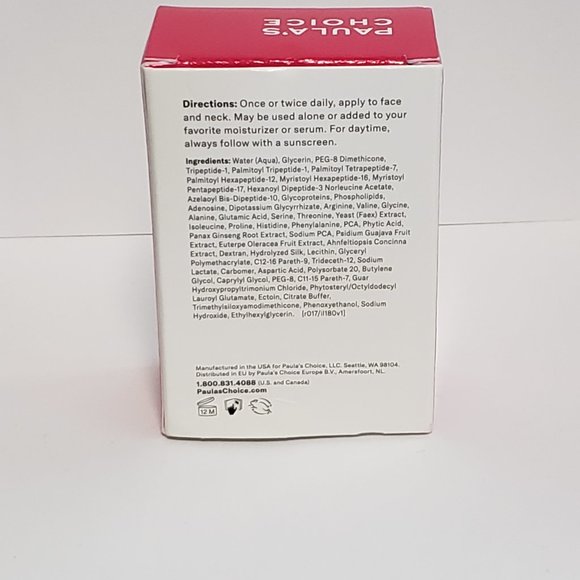 PAULA'S
CHOICE
Directions: Once or twice daily, apply to face
and neck. May be used alone or added to your
favorite moisturizer or serum. For daytime,
always follow with a sunscreen.
Ingredients: Water (Aqua), Glycerin, PEG-8 Dimethicone,
Tripeptide-1, Palmitoyl Tripeptide-1, Palmitoyl Tetrapeptide-7,
Palmitoyl Hexapeptide-12, Myristoyl Hexapeptide-16, Myristoyl
Pentapeptide-17, Hexanoyl Dipeptide-3 Norleucine Acetate,
Azelaoyl Bis-Dipeptide-10, Glycoproteins, Phospholipids,
Adenosine, Dipotassium Glycyrrhizate, Arginine, Valine, Glycine,
Alanine, Glutamic Acid, Serine, Threonine, Yeast (Faex) Extract,
Isoleucine, Proline, Histidine, Phenylalanine, PCA, Phytic Acid,
Panax Ginseng Root Extract, Sodium PCA, Psidium Guajava Fruit
Extract, Euterpe Oleracea Fruit Extract, Ahnfeltiopsis Concinna
Extract, Dextran, Hydrolyzed Silk, Lecithin, Glyceryl
Polymethacrylate, C12-16 Pareth-9, Trideceth-12, Sodium
Lactate, Carbomer, Aspartic Acid, Polysorbate 20, Butylene
Glycol, Caprylyl Glycol, PEG-8, C11-15 Pareth-7, Guar
Hydroxypropyltrimonium Chloride, Phytosteryl/Octyldodecyl
Lauroyl Glutamate, Ectoin, Citrate Buffer,
Trimethylsiloxyamodimethicone, Phenoxyethanol, Sodium
Hydroxide, Ethylhexylglycerin. [r017/il180v1]
Manufactured in the USA for Paula's Choice, LLC. Seattle, WA 98104.
Distributed in EU by Paula's Choice Europe B.V., Amersfoort, NL.
1.800.831.4088 (U.S. and Canada)
PaulasChoice.com
12 M